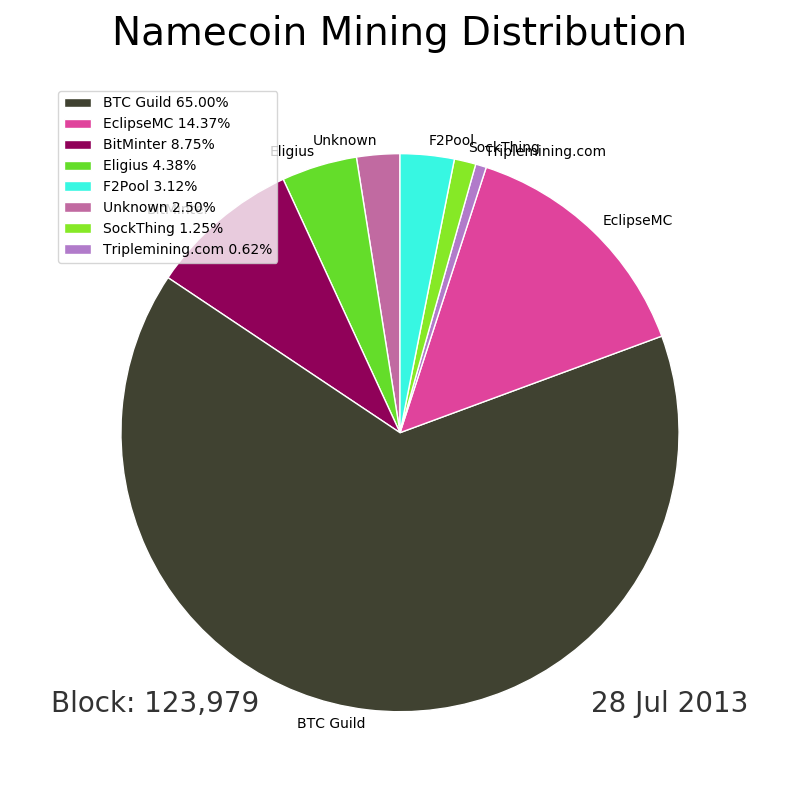 Namecoin Mining Distribution
BTC Guild 65.00%
EclipseMC 14.37%
BitMinter 8.75%
Eligius 4.38%
F2Pool 3.12%
Unknown 2.50%
SockThing 1.25%
Triplemining.com 0.62%
Eligius
Unknown
F2Pool
SockThing
Triplemining.com
EclipseMC
BTC Guild
Block: 123,979
28 Jul 2013